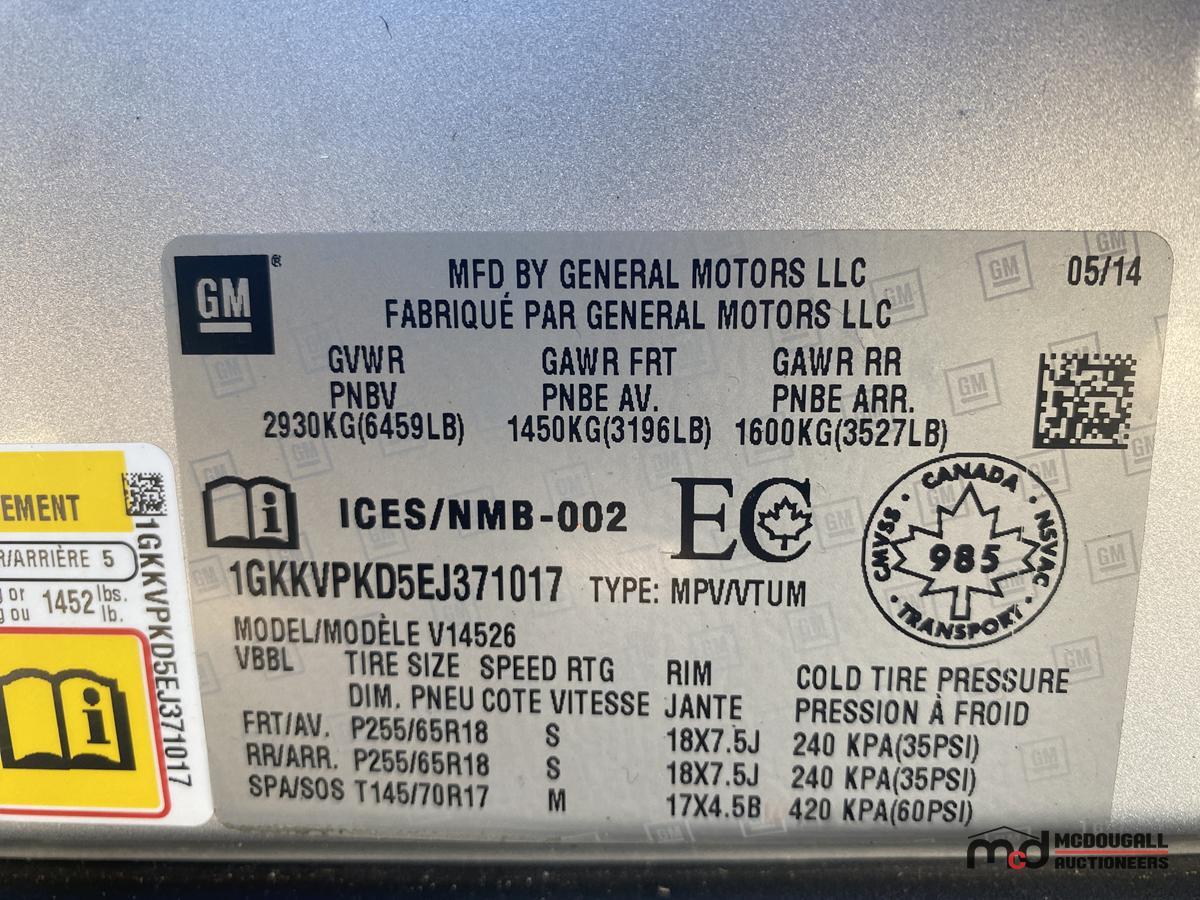 GM ®
MFD BY GENERAL MOTORS LLC
05/14
FABRIQUÉ PAR GENERAL MOTORS LLC
GVWR GAWR FRT GAWR RR
PNBV PNBE AV. PNBE ARR.
2930KG(6459LB) 1450KG(3196LB) 1600KG(3527LB)
ICES/NMB-002 EC
CANADA
CMVSS · NSVAC
985
TRANSPORT
1GKKVPKD5EJ371017 TYPE: MPV/VTUM
MODEL/MODÈLE V14526
VBBL TIRE SIZE SPEED RTG RIM COLD TIRE PRESSURE
DIM. PNEU COTE VITESSE JANTE PRESSION À FROID
FRT/AV. P255/65R18 S 18X7.5J 240 KPA(35PSI)
RR/ARR. P255/65R18 S 18X7.5J 240 KPA(35PSI)
SPA/SOS T145/70R17 M 17X4.5B 420 KPA(60PSI)
EMENT
R/ARRIÈRE 5
g or 1452 lbs.
g ou lb.
1GKKVPKD5EJ371017
mcd MCDOUGALL
AUCTIONEERS